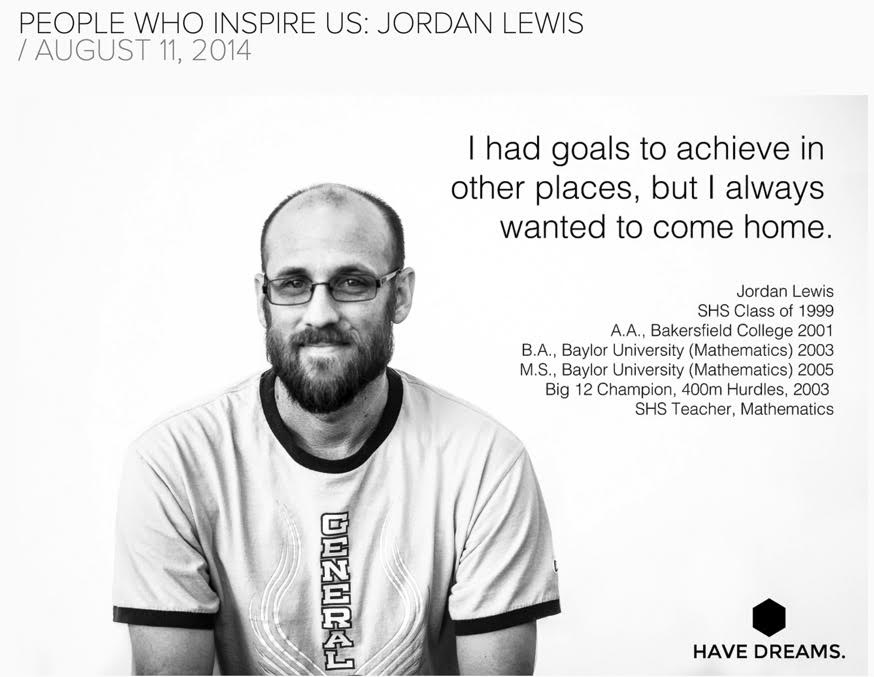 PEOPLE WHO INSPIRE US: JORDAN LEWIS
/ AUGUST 11, 2014
I had goals to achieve in
other places, but I always
wanted to come home.
Jordan Lewis
SHS Class of 1999
A.A., Bakersfield College 2001
B.A., Baylor University (Mathematics) 2003
M.S., Baylor University (Mathematics) 2005
Big 12 Champion, 400m Hurdles, 2003
SHS Teacher, Mathematics
GENERAL
HAVE DREAMS.